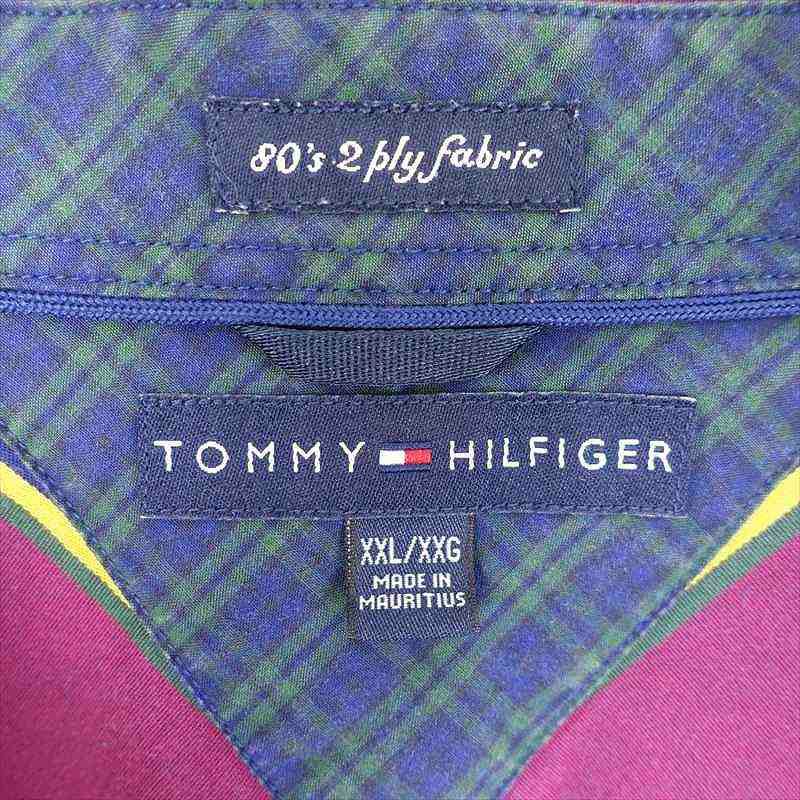 80's 2 ply fabric
TOMMY HILFIGER
XXL/XXG
MADE IN
MAURITIUS